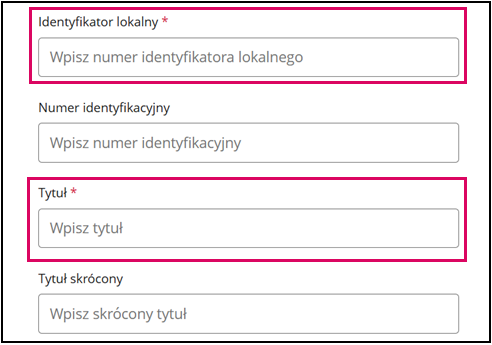 Identyfikator lokalny *
Wpisz numer identyfikatora lokalnego
Numer identyfikacyjny
Wpisz numer identyfikacyjny
Tytuł *
Wpisz tytuł
Tytuł skrócony
Wpisz skrócony tytuł